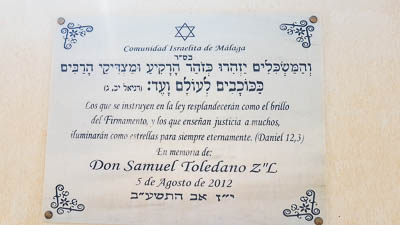 Comunidad Israelita de Málaga
בס"ד
וְהַמַּשְׂכִּלִים יַזְהִרוּ כְּזֹהַר הָרָקִיעַ וּמַצְדִּיקֵי הָרַבִּים
כַּכּוֹכָבִים לְעוֹלָם וָעֶד: (דניאל יב, ג)
Los que se instruyen en la ley resplandecerán como el brillo
del Firmamento, y los que enseñan justicia a muchos,
iluminarán como estrellas para siempre eternamente. (Daniel 12,3)
En memoria de:
Don Samuel Toledano Z"L
5 de Agosto de 2012
י"ז אב התשע"ב